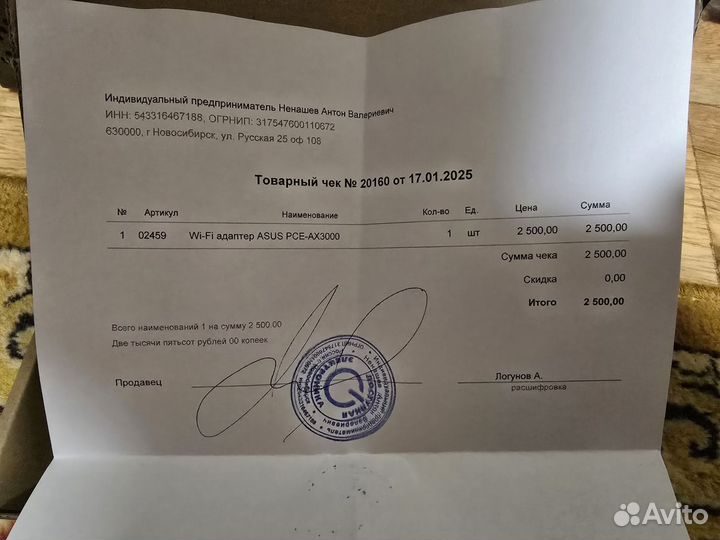 Индивидуальный предприниматель Ненашев Антон Валериевич
ИНН: 543316467188, ОГРНИП: 317547600110672
630000, г Новосибирск, ул. Русская 25 оф 108
Товарный чек № 20160 от 17.01.2025
№ Артикул Наименование Кол-во Ед. Цена Сумма
1 02459 Wi-Fi адаптер ASUS PCE-AX3000 1 шт 2 500,00 2 500,00
Сумма чека 2 500,00
Скидка 0,00
Итого 2 500,00
Всего наименований 1 на сумму 2 500.00
Две тысячи пятьсот рублей 00 копеек
Продавец
Логунов А.
расшифровка
ЭЛЕКТРОНИКА
Avito